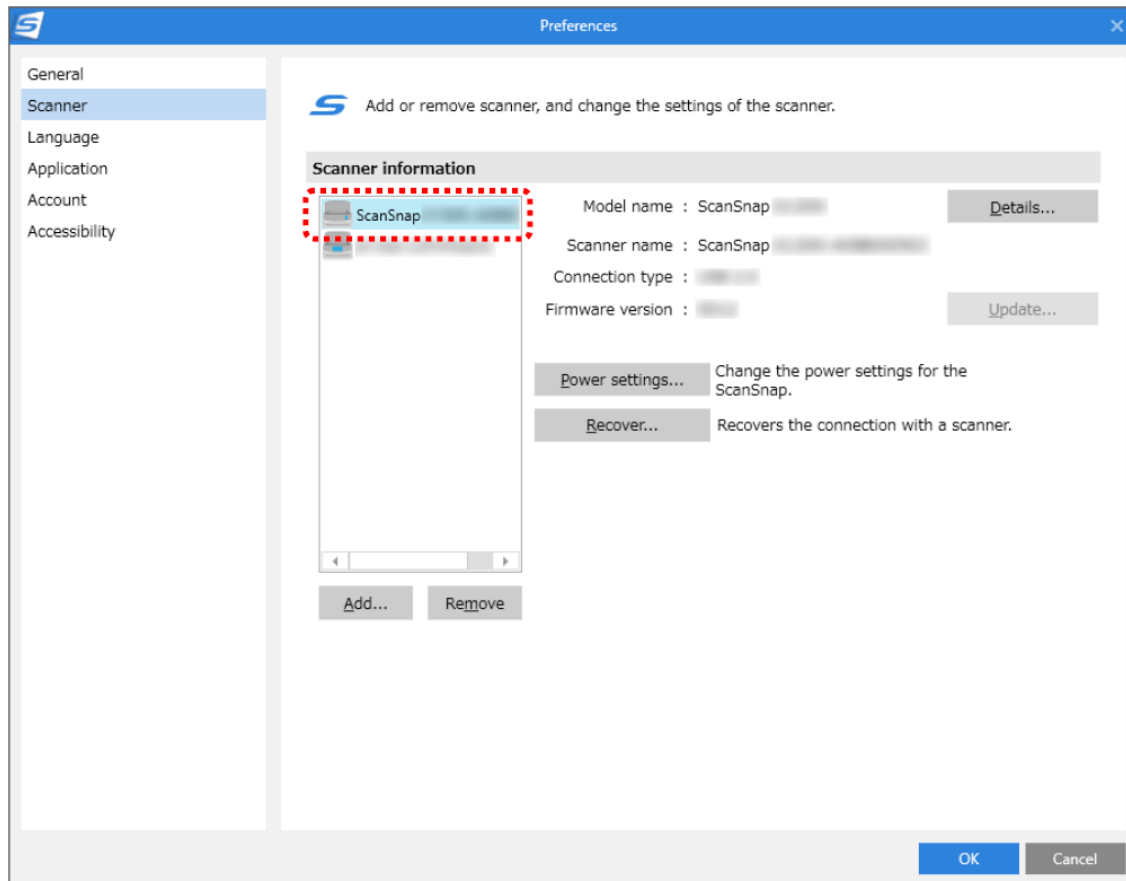 Preferences
General
Scanner
Language
Application
Account
Accessibility
Add or remove scanner, and change the settings of the scanner.
Scanner information
ScanSnap
Model name : ScanSnap
Details...
Scanner name : ScanSnap
Connection type :
Firmware version :
Update...
Power settings...
Change the power settings for the
ScanSnap.
Recover...
Recovers the connection with a scanner.
Add...
Remove
OK
Cancel